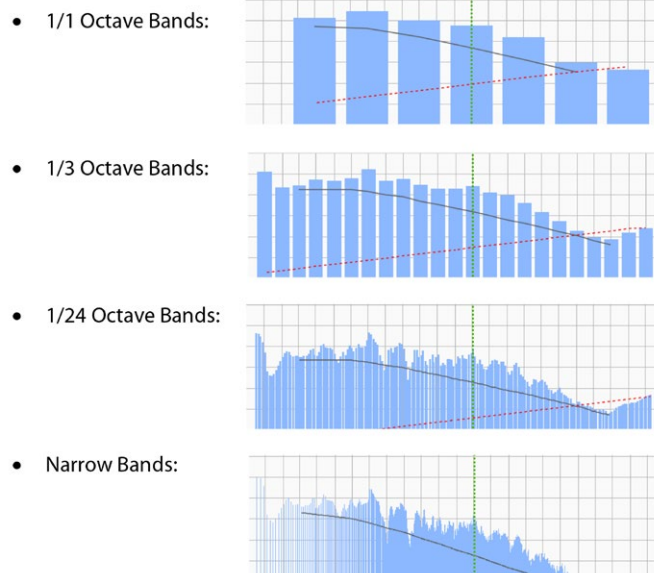 • 1/1 Octave Bands:
• 1/3 Octave Bands:
• 1/24 Octave Bands:
• Narrow Bands: